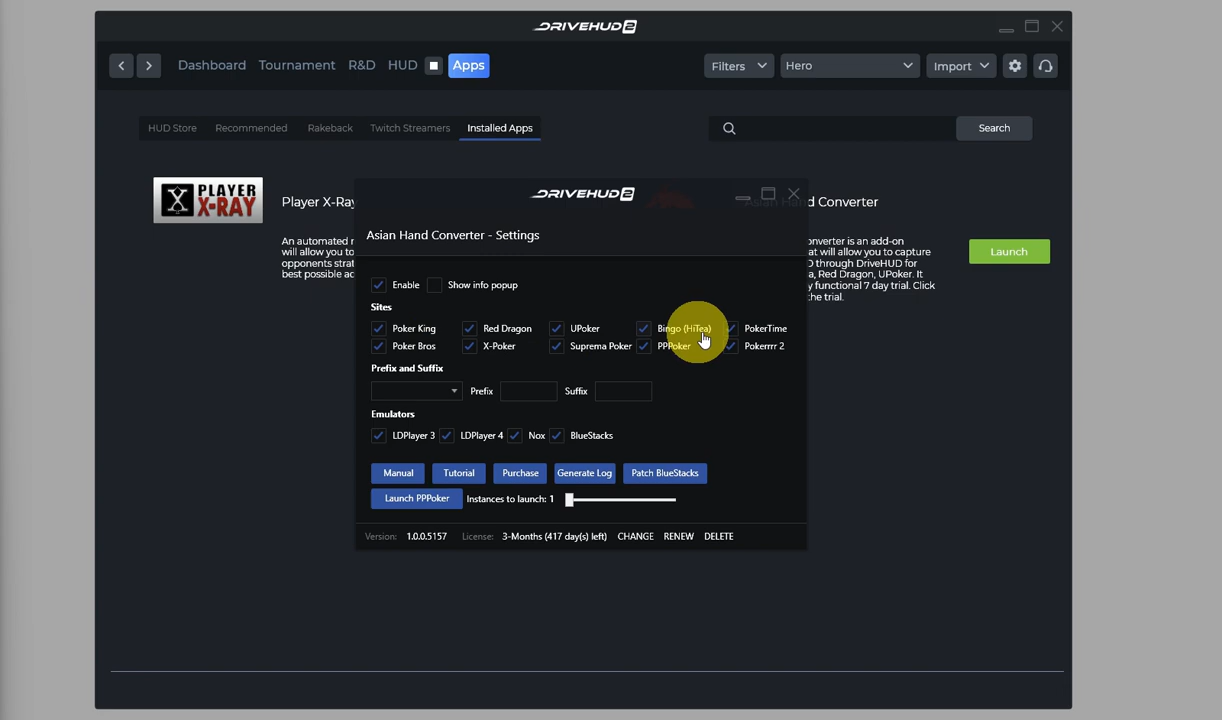 DRIVEHUD2
Dashboard Tournament R&D HUD Apps Filters Hero Import
HUD Store Recommended Rakeback Twitch Streamers Installed Apps Search
X PLAYER X-RAY
Player X-Ray
An automated
will allow you to
opponents strat
best possible ac
d Converter
nverter is an add-on
at will allow you to capture
through DriveHUD for
a, Red Dragon, UPoker. It
y functional 7 day trial. Click
he trial.
Launch
DRIVEHUD2
Asian Hand Converter - Settings
Enable Show info popup
Sites
Poker King Red Dragon UPoker Bingo (HiTea) PokerTime
Poker Bros X-Poker Suprema Poker PPPoker Pokerrrr 2
Prefix and Suffix
Prefix Suffix
Emulators
LDPlayer 3 LDPlayer 4 Nox BlueStacks
Manual Tutorial Purchase Generate Log Patch BlueStacks
Launch PPPoker Instances to launch: 1
Version: 1.0.0.5157 License: 3-Months (417 day(s) left) CHANGE RENEW DELETE